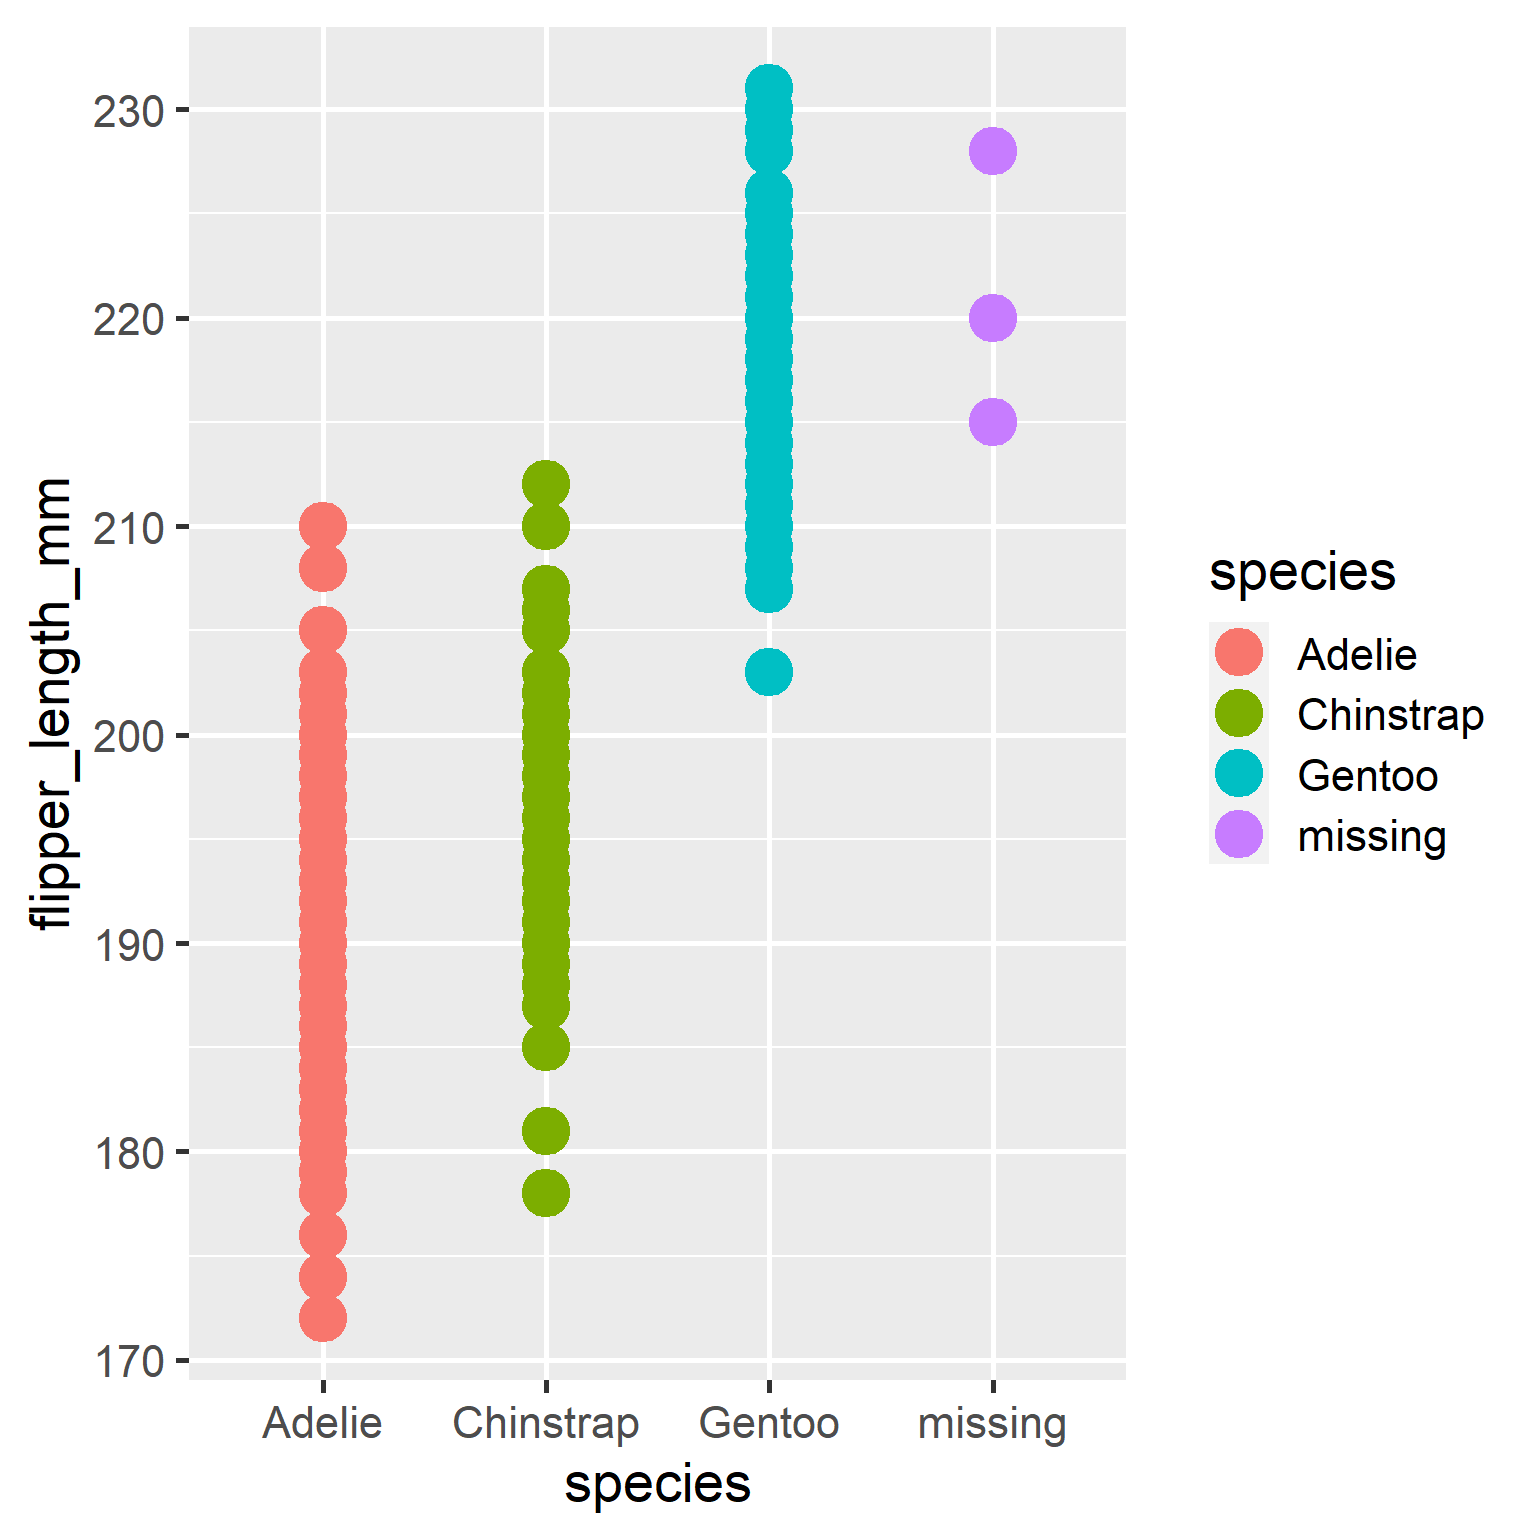 flipper_length_mm
230
220
210
200
190
180
170
Adelie
Chinstrap
Gentoo
missing
species
species
Adelie
Chinstrap
Gentoo
missing